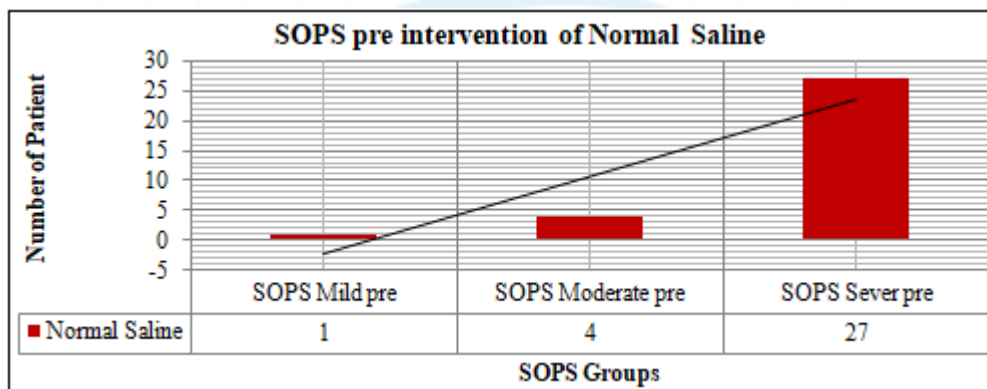 SOPS pre intervention of Normal Saline
Number of Patient
30
25
20
15
10
5
0
-5
SOPS Mild pre SOPS Moderate pre SOPS Sever pre
Normal Saline 1 4 27
SOPS Groups